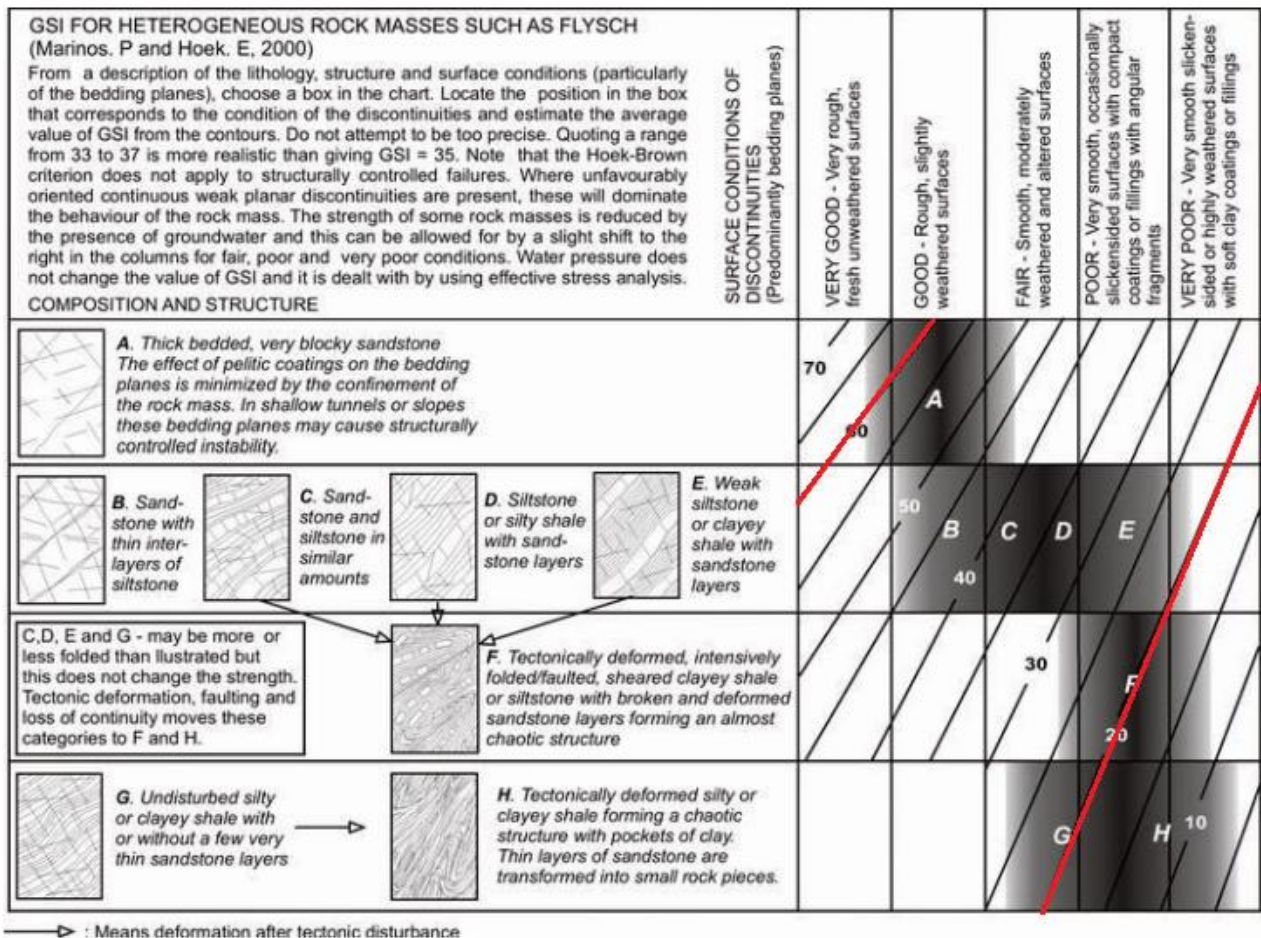 GSI FOR HETEROGENEOUS ROCK MASSES SUCH AS FLYSCH
(Marinos. P and Hoek. E, 2000)
From a description of the lithology, structure and surface conditions (particularly
of the bedding planes), choose a box in the chart. Locate the position in the box
that corresponds to the condition of the discontinuities and estimate the average
value of GSI from the contours. Do not attempt to be too precise. Quoting a range
from 33 to 37 is more realistic than giving GSI = 35. Note that the Hoek-Brown
criterion does not apply to structurally controlled failures. Where unfavourably
oriented continuous weak planar discontinuities are present, these will dominate
the behaviour of the rock mass. The strength of some rock masses is reduced by
the presence of groundwater and this can be allowed for by a slight shift to the
right in the columns for fair, poor and very poor conditions. Water pressure does
not change the value of GSI and it is dealt with by using effective stress analysis.
COMPOSITION AND STRUCTURE
SURFACE CONDITIONS OF
DISCONTINUITIES
(Predominantly bedding planes)
VERY GOOD - Very rough,
fresh unweathered surfaces
GOOD - Rough, slightly
weathered surfaces
FAIR - Smooth, moderately
weathered and altered surfaces
POOR - Very smooth, occasionally
slickensided surfaces with compact
coatings or fillings with angular
fragments
VERY POOR - Very smooth slicken-
sided or highly weathered surfaces
with soft clay coatings or fillings
A. Thick bedded, very blocky sandstone
The effect of pelitic coatings on the bedding
planes is minimized by the confinement of
the rock mass. In shallow tunnels or slopes
these bedding planes may cause structurally
controlled instability.
70
60
A
B. Sand-
stone with
thin inter-
layers of
siltstone
C. Sand-
stone and
siltstone in
similar
amounts
D. Siltstone
or silty shale
with sand-
stone layers
E. Weak
siltstone
or clayey
shale with
sandstone
layers
50
B
C
D
E
40
C,D, E and G - may be more or
less folded than llustrated but
this does not change the strength.
Tectonic deformation, faulting and
loss of continuity moves these
categories to F and H.
F. Tectonically deformed, intensively
folded/faulted, sheared clayey shale
or siltstone with broken and deformed
sandstone layers forming an almost
chaotic structure
30
F
20
G. Undisturbed silty
or clayey shale with
or without a few very
thin sandstone layers
H. Tectonically deformed silty or
clayey shale forming a chaotic
structure with pockets of clay.
Thin layers of sandstone are
transformed into small rock pieces.
G
H
10
: Means deformation after tectonic disturbance